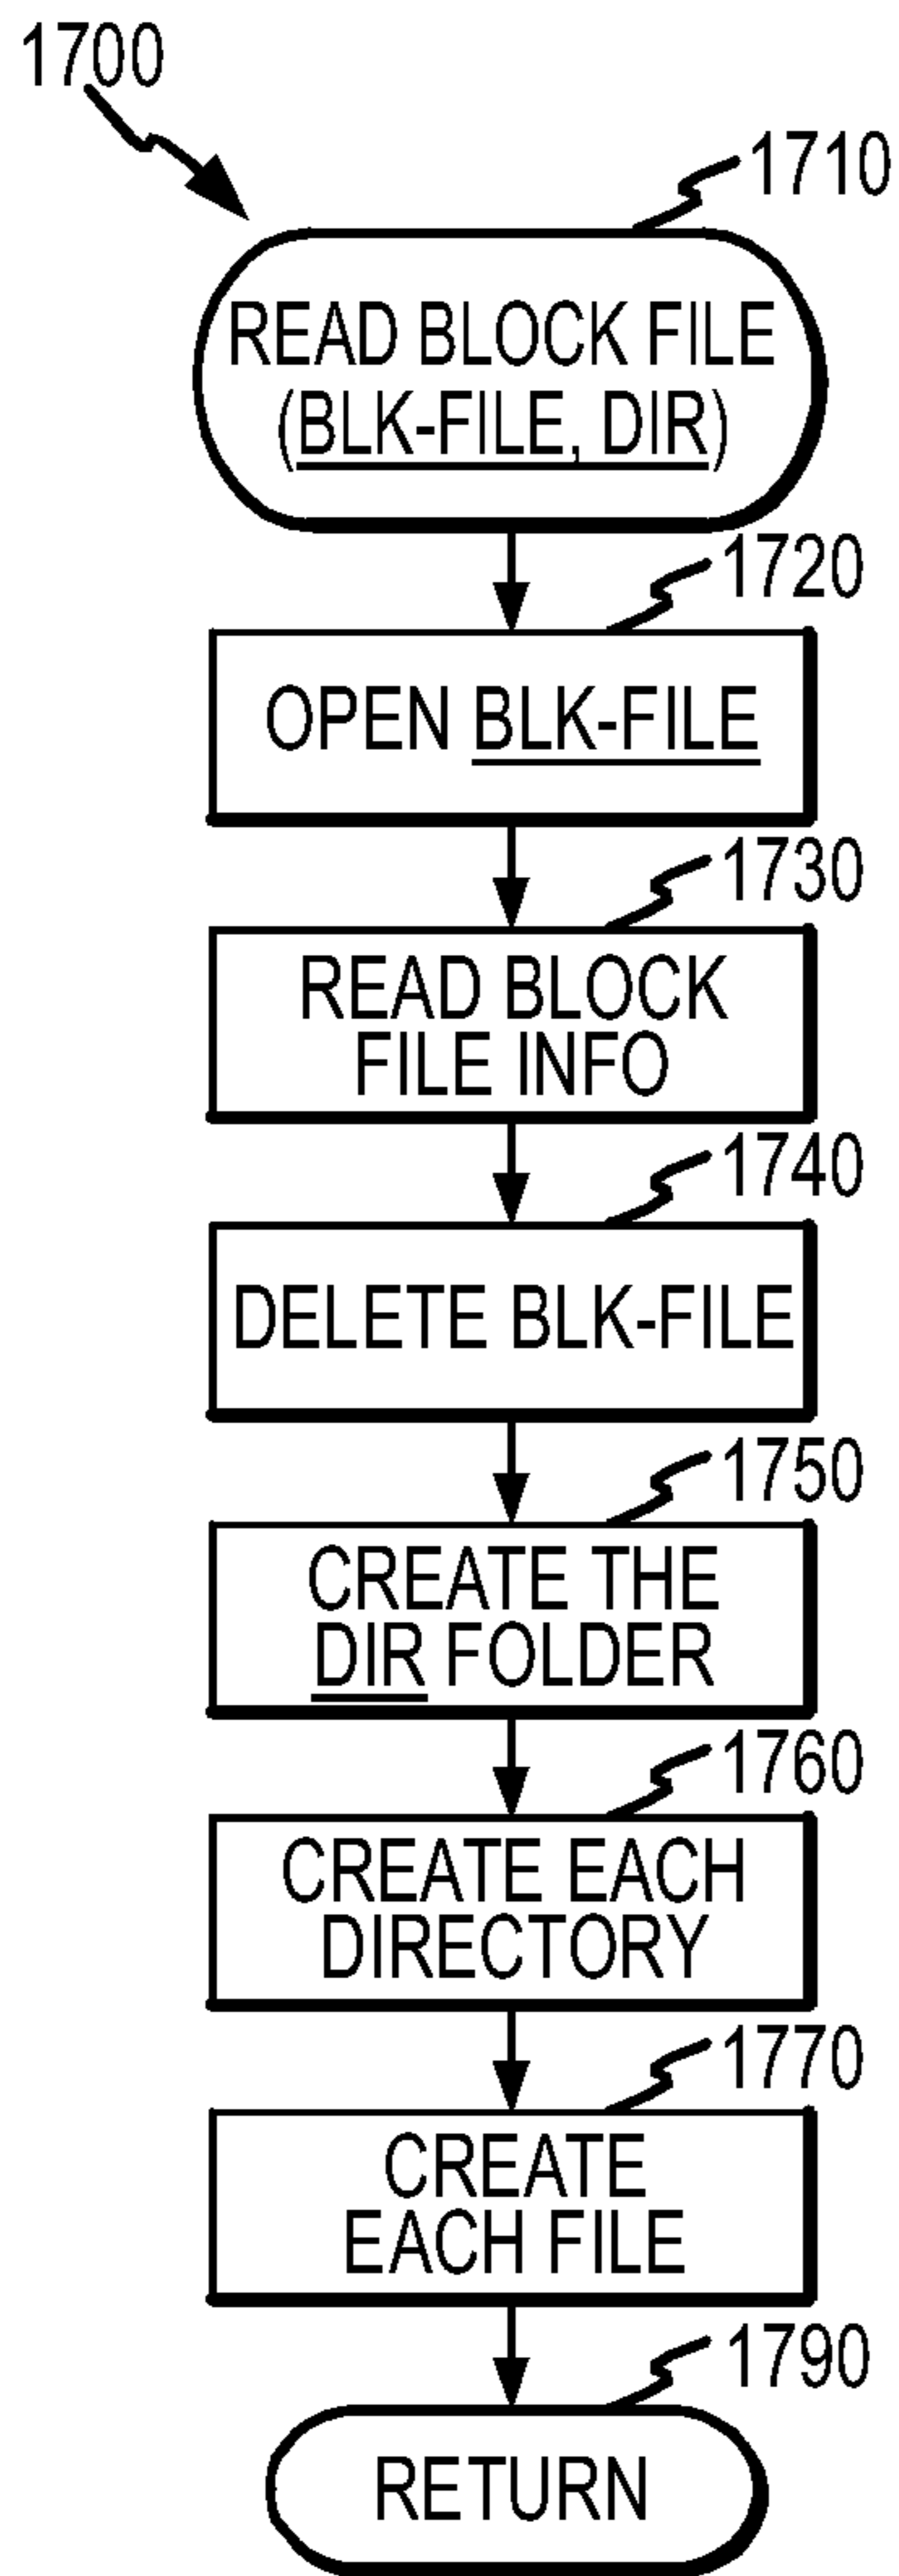 1700
1710
READ BLOCK FILE
(BLK-FILE, DIR)
1720
OPEN BLK-FILE
1730
READ BLOCK
FILE INFO
1740
DELETE BLK-FILE
1750
CREATE THE
DIR FOLDER
1760
CREATE EACH
DIRECTORY
1770
CREATE
EACH FILE
1790
RETURN